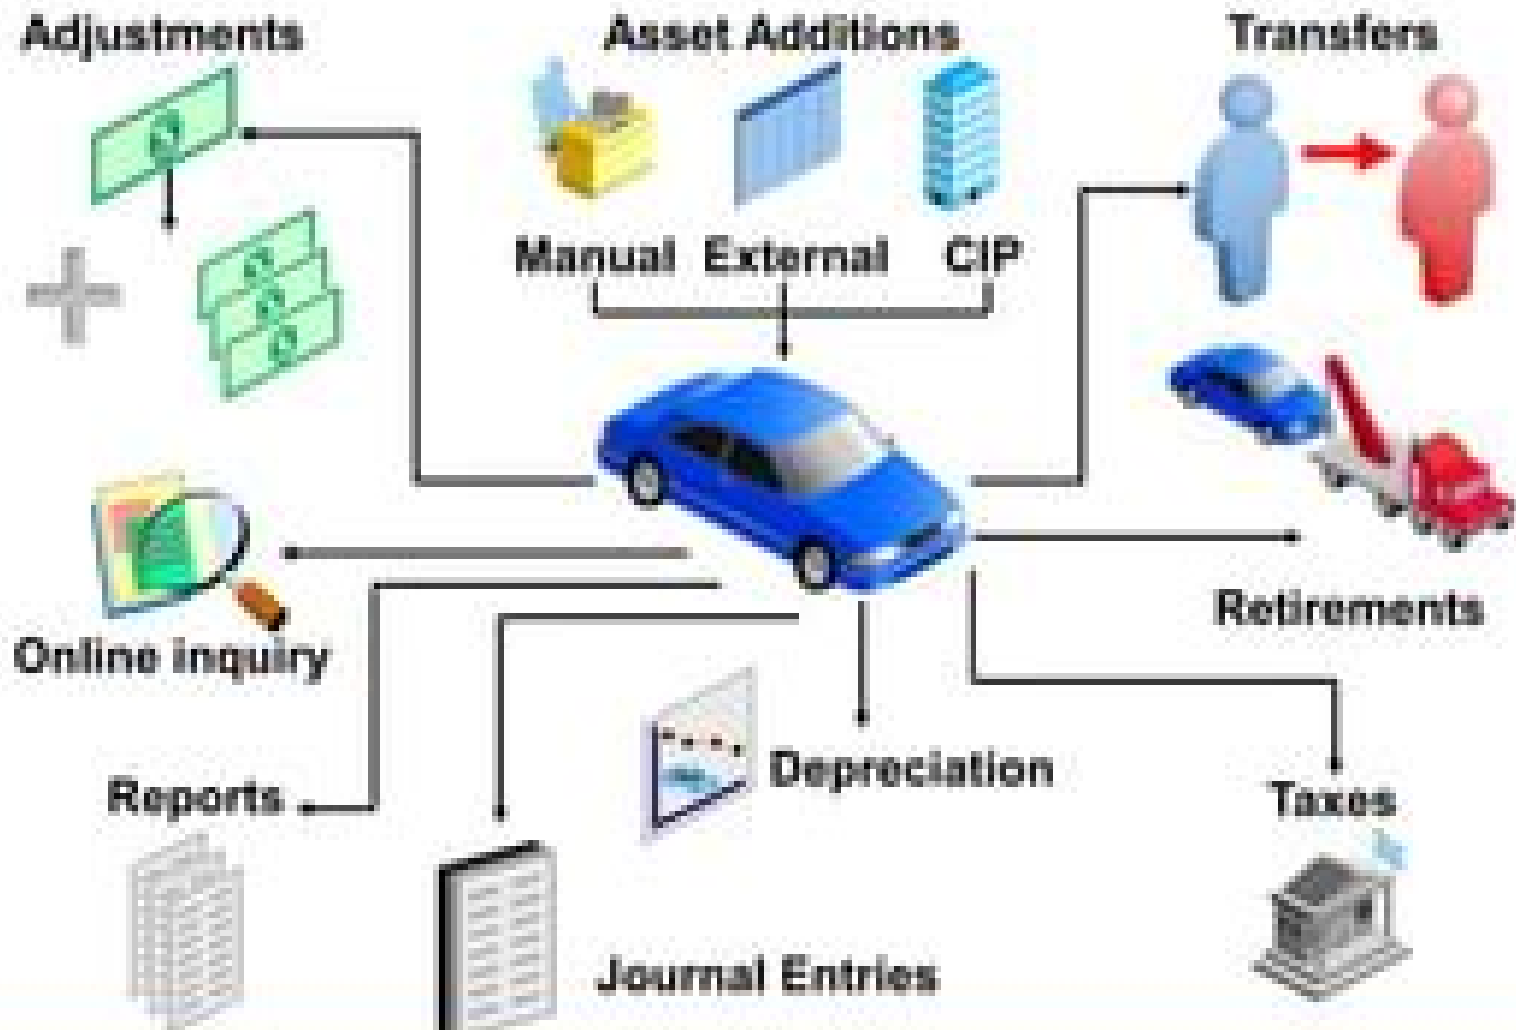 Adjustments
Asset Additions
Transfers
Manual External CIP
Retirements
Online inquiry
Depreciation
Reports
Taxes
Journal Entries